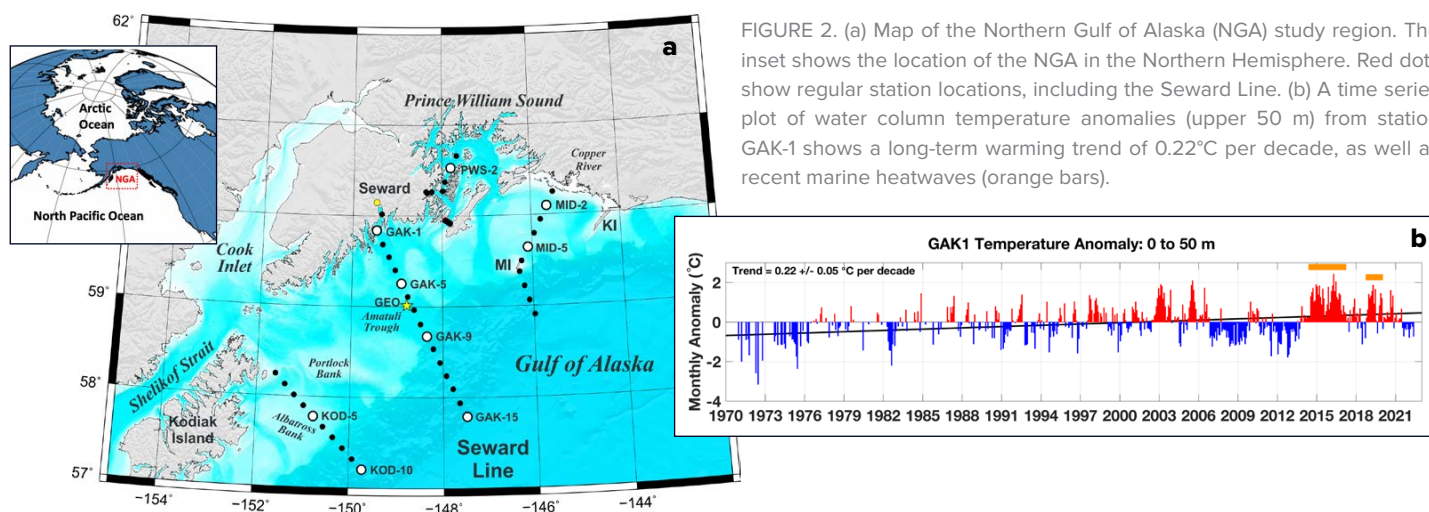 FIGURE 2. (a) Map of the Northern Gulf of Alaska (NGA) study region. Th
inset shows the location of the NGA in the Northern Hemisphere. Red dot
show regular station locations, including the Seward Line. (b) A time serie
plot of water column temperature anomalies (upper 50 m) from statio
GAK-1 shows a long-term warming trend of 0.22°C per decade, as well a
recent marine heatwaves (orange bars).
a
62°
59°
58°
57°
−154°
−152°
−150°
−148°
−146°
−144°
Arctic
Ocean
NGA
North Pacific Ocean
Prince William Sound
Copper
River
PWS-2
Seward
MID-2
KI
GAK-1
MID-5
Cook
Inlet
MI
GAK-5
GEO
Amatuli
Trough
GAK-9
Gulf of Alaska
Shelikof Strait
Portlock
Bank
KOD-5
Albatross
Bank
GAK-15
Kodiak
Island
KOD-10
Seward
Line
b
GAK1 Temperature Anomaly: 0 to 50 m
Trend = 0.22 +/- 0.05 °C per decade
Monthly Anomaly (°C)
2
0
-2
-4
1970 1973 1976 1979 1982 1985 1988 1991 1994 1997 2000 2003 2006 2009 2012 2015 2018 2021